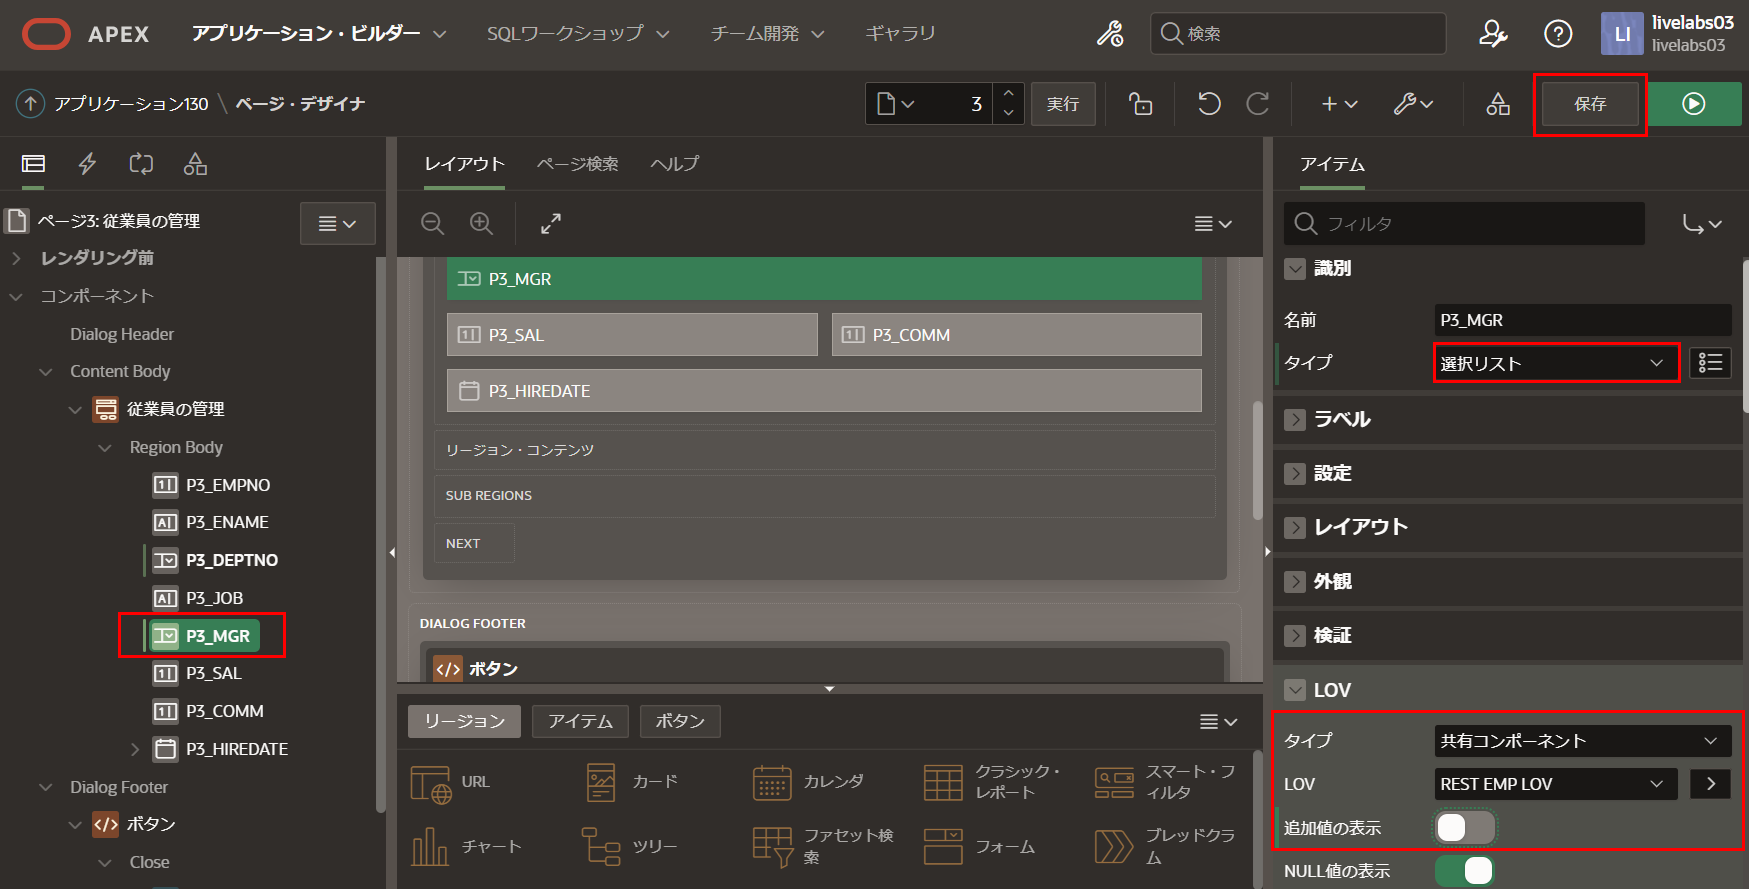 APEX
アプリケーション・ビルダー
SQLワークショップ
チーム開発
ギャラリ
検索
LI
livelabs03
livelabs03
アプリケーション130 \ ページ・デザイナ
3
実行
保存
レイアウト
ページ検索
ヘルプ
アイテム
ページ3: 従業員の管理
レンダリング前
コンポーネント
Dialog Header
Content Body
従業員の管理
Region Body
P3_EMPNO
P3_ENAME
P3_DEPTNO
P3_JOB
P3_MGR
P3_SAL
P3_COMM
P3_HIREDATE
Dialog Footer
ボタン
Close
P3_MGR
P3_SAL
P3_COMM
P3_HIREDATE
リージョン・コンテンツ
SUB REGIONS
NEXT
DIALOG FOOTER
ボタン
リージョン
アイテム
ボタン
URL
カード
カレンダ
クラシック・
レポート
スマート・フ
ィルタ
チャート
ツリー
ファセット検
索
フォーム
ブレッドクラ
ム
フィルタ
識別
名前
P3_MGR
タイプ
選択リスト
ラベル
設定
レイアウト
外観
検証
LOV
タイプ
共有コンポーネント
LOV
REST EMP LOV
追加値の表示
NULL値の表示